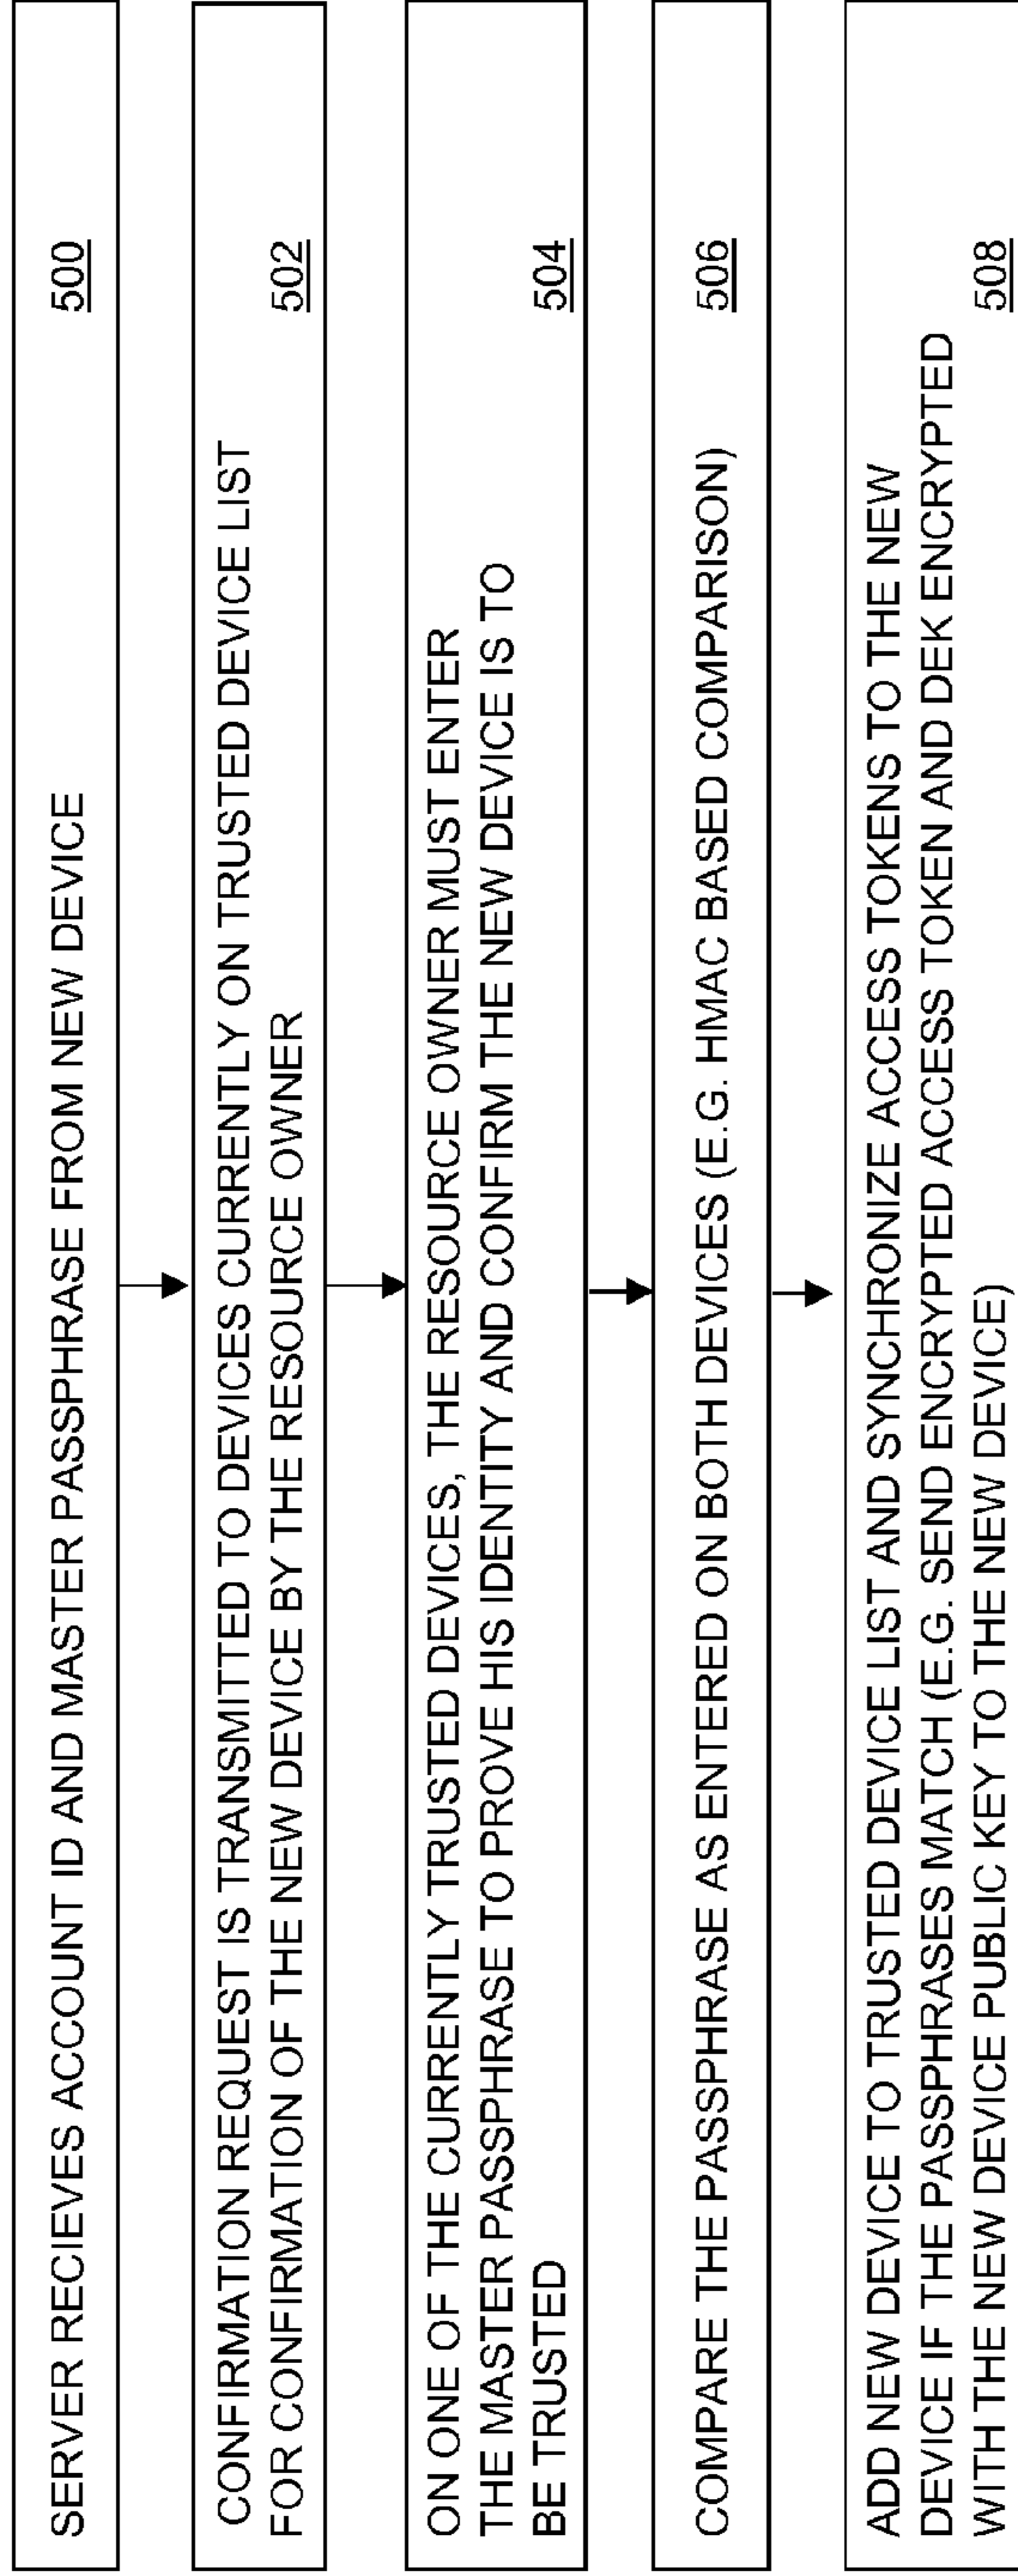 SERVER RECIEVES ACCOUNT ID AND MASTER PASSPHRASE FROM NEW DEVICE
500
CONFIRMATION REQUEST IS TRANSMITTED TO DEVICES CURRENTLY ON TRUSTED DEVICE LIST
FOR CONFIRMATION OF THE NEW DEVICE BY THE RESOURCE OWNER
502
ON ONE OF THE CURRENTLY TRUSTED DEVICES, THE RESOURCE OWNER MUST ENTER
THE MASTER PASSPHRASE TO PROVE HIS IDENTITY AND CONFIRM THE NEW DEVICE IS TO
BE TRUSTED
504
COMPARE THE PASSPHRASE AS ENTERED ON BOTH DEVICES (E.G. HMAC BASED COMPARISON)
506
ADD NEW DEVICE TO TRUSTED DEVICE LIST AND SYNCHRONIZE ACCESS TOKENS TO THE NEW
DEVICE IF THE PASSPHRASES MATCH (E.G. SEND ENCRYPTED ACCESS TOKEN AND DEK ENCRYPTED
WITH THE NEW DEVICE PUBLIC KEY TO THE NEW DEVICE)
508